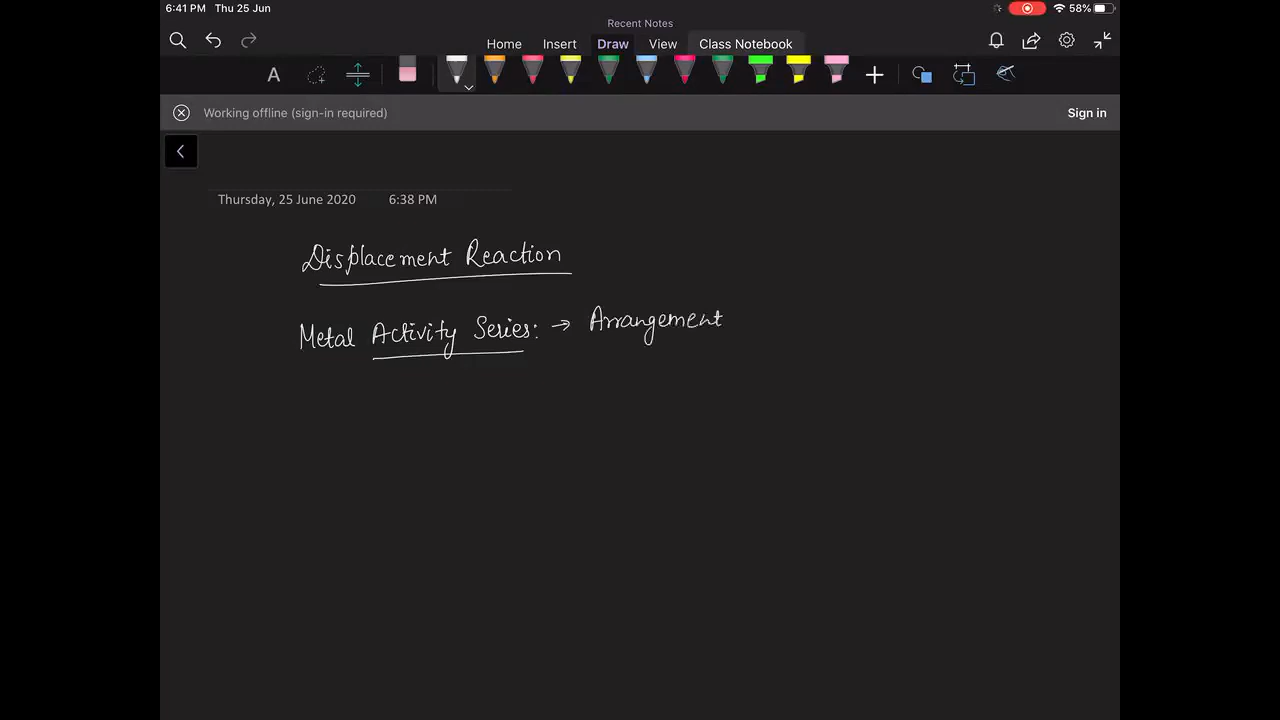 6:41 PM Thu 25 Jun 58%
Recent Notes
Home Insert Draw View Class Notebook
A
Working offline (sign-in required) Sign in
Thursday, 25 June 2020 6:38 PM
Displacement Reaction
Metal Activity Series: → Arrangement